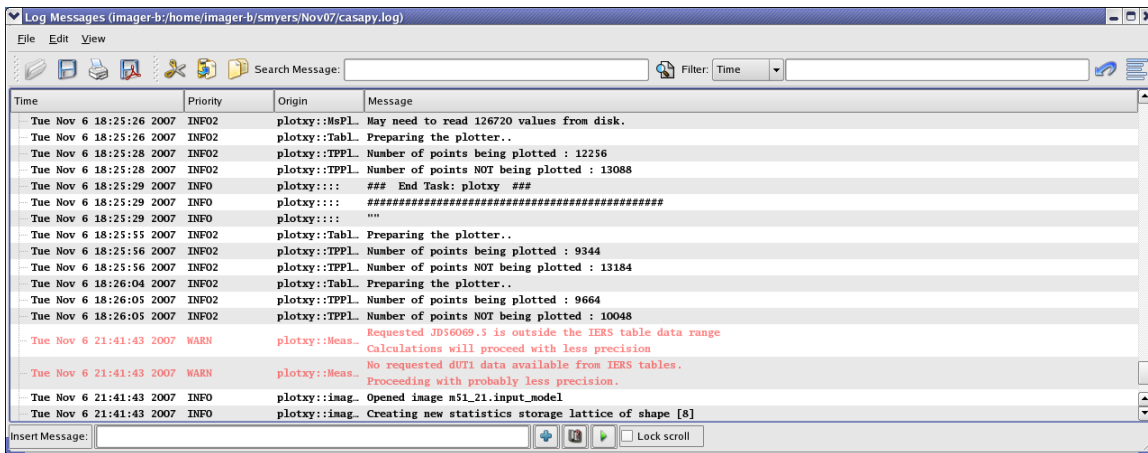 Log Messages (imager-b:/home/imager-b/smyers/Nov07/casapy.log)
File Edit View
Search Message: Filter: Time
Time Priority Origin Message
Tue Nov 6 18:25:26 2007 INFO2 plotxy::MsPl… May need to read 126720 values from disk.
Tue Nov 6 18:25:26 2007 INFO2 plotxy::Tabl… Preparing the plotter..
Tue Nov 6 18:25:28 2007 INFO2 plotxy::TPPl… Number of points being plotted : 12256
Tue Nov 6 18:25:28 2007 INFO2 plotxy::TPPl… Number of points NOT being plotted : 13088
Tue Nov 6 18:25:29 2007 INFO plotxy:::: ### End Task: plotxy ###
Tue Nov 6 18:25:29 2007 INFO plotxy:::: ###############################################
Tue Nov 6 18:25:29 2007 INFO plotxy:::: ""
Tue Nov 6 18:25:55 2007 INFO2 plotxy::Tabl… Preparing the plotter..
Tue Nov 6 18:25:56 2007 INFO2 plotxy::TPPl… Number of points being plotted : 9344
Tue Nov 6 18:25:56 2007 INFO2 plotxy::TPPl… Number of points NOT being plotted : 13184
Tue Nov 6 18:26:04 2007 INFO2 plotxy::Tabl… Preparing the plotter..
Tue Nov 6 18:26:05 2007 INFO2 plotxy::TPPl… Number of points being plotted : 9664
Tue Nov 6 18:26:05 2007 INFO2 plotxy::TPPl… Number of points NOT being plotted : 10048
Tue Nov 6 21:41:43 2007 WARN plotxy::Meas… Requested JD56069.5 is outside the IERS table data range
Calculations will proceed with less precision
Tue Nov 6 21:41:43 2007 WARN plotxy::Meas… No requested dUT1 data available from IERS tables.
Proceeding with probably less precision.
Tue Nov 6 21:41:43 2007 INFO plotxy::imag… Opened image m51_21.input_model
Tue Nov 6 21:41:43 2007 INFO plotxy::imag… Creating new statistics storage lattice of shape [8]
Insert Message: Lock scroll